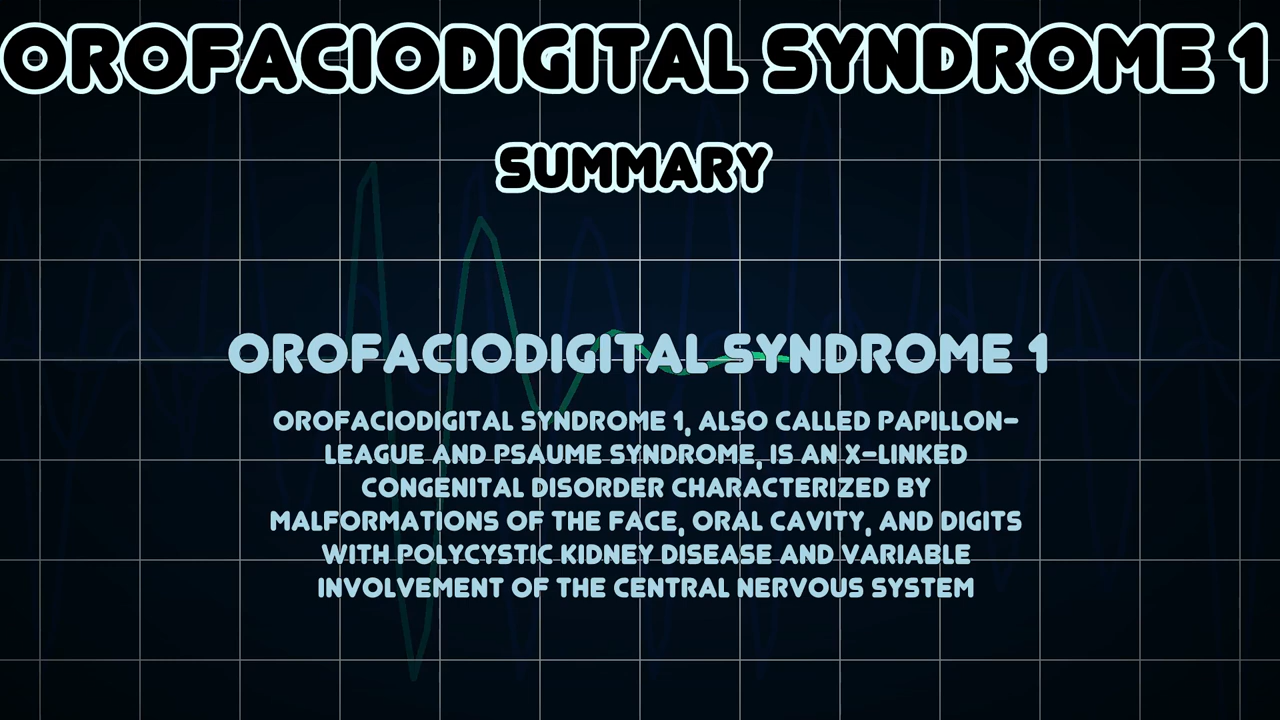 OROFACIODIGITAL SYNDROME 1
SUMMARY
OROFACIODIGITAL SYNDROME 1
OROFACIODIGITAL SYNDROME 1, ALSO CALLED PAPILLON-
LEAGUE AND PSAUME SYNDROME, IS AN X-LINKED
CONGENITAL DISORDER CHARACTERIZED BY
MALFORMATIONS OF THE FACE, ORAL CAVITY, AND DIGITS
WITH POLYCYSTIC KIDNEY DISEASE AND VARIABLE
INVOLVEMENT OF THE CENTRAL NERVOUS SYSTEM